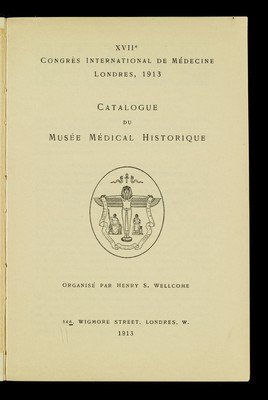 XVIIe
CONGRÈS INTERNATIONAL DE MÉDECINE
LONDRES, 1913
CATALOGUE
DU
MUSÉE MÉDICAL HISTORIQUE
ORGANISÉ PAR HENRY S. WELLCOME
54A, WIGMORE STREET, LONDRES, W.
1913